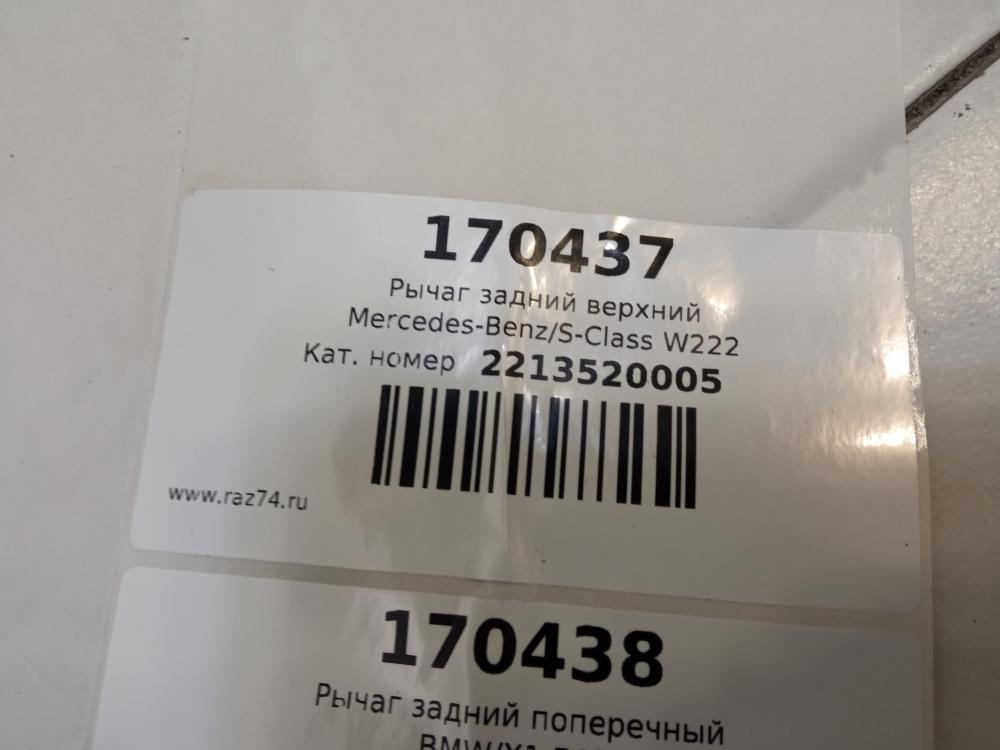 170437
Рычаг задний верхний
Mercedes-Benz/S-Class W222
Кат. номер 2213520005
www.raz74.ru
170438
Рычаг задний поперечный